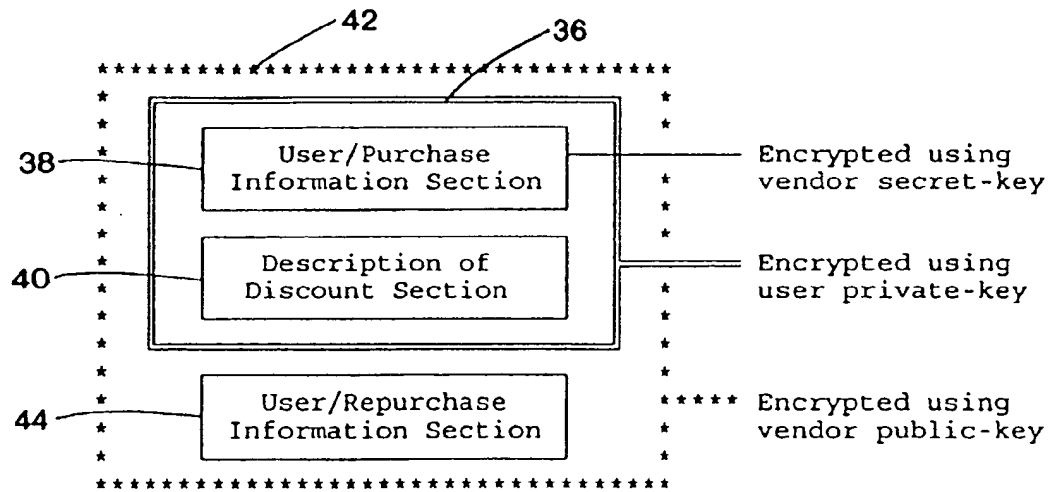 42
36
38
User/Purchase
Information Section
Encrypted using
vendor secret-key
40
Description of
Discount Section
Encrypted using
user private-key
44
User/Repurchase
Information Section
Encrypted using
vendor public-key